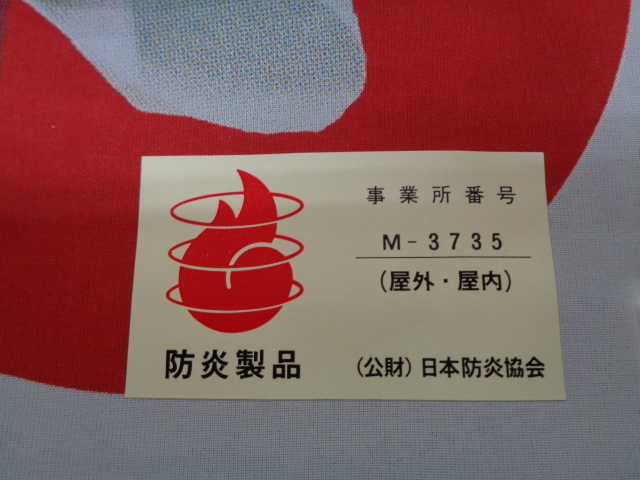 事業所番号
M-3735
(屋外・屋内)
防炎製品
(公財)日本防炎協会